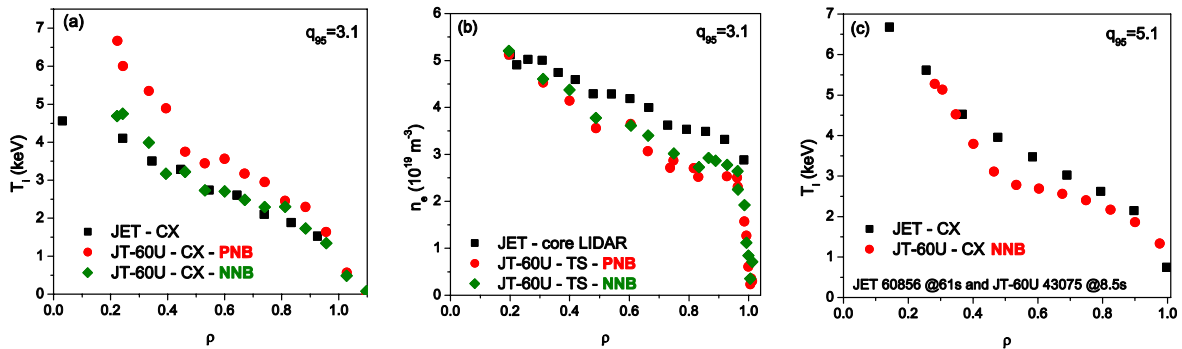 (a)
q95=3.1
7
6
5
4
3
2
1
0
TI (keV)
JET - CX
JT-60U - CX - PNB
JT-60U - CX - NNB
0.0 0.2 0.4 0.6 0.8 1.0
ρ
(b)
q95=3.1
6
5
4
3
2
1
0
ne (10^19 m^-3)
JET - core LIDAR
JT-60U - TS - PNB
JT-60U - TS - NNB
0.0 0.2 0.4 0.6 0.8 1.0
ρ
(c)
q95=5.1
7
6
5
4
3
2
1
0
TI (keV)
JET - CX
JT-60U - CX NNB
JET 60856 @61s and JT-60U 43075 @8.5s
0.0 0.2 0.4 0.6 0.8 1.0
ρ